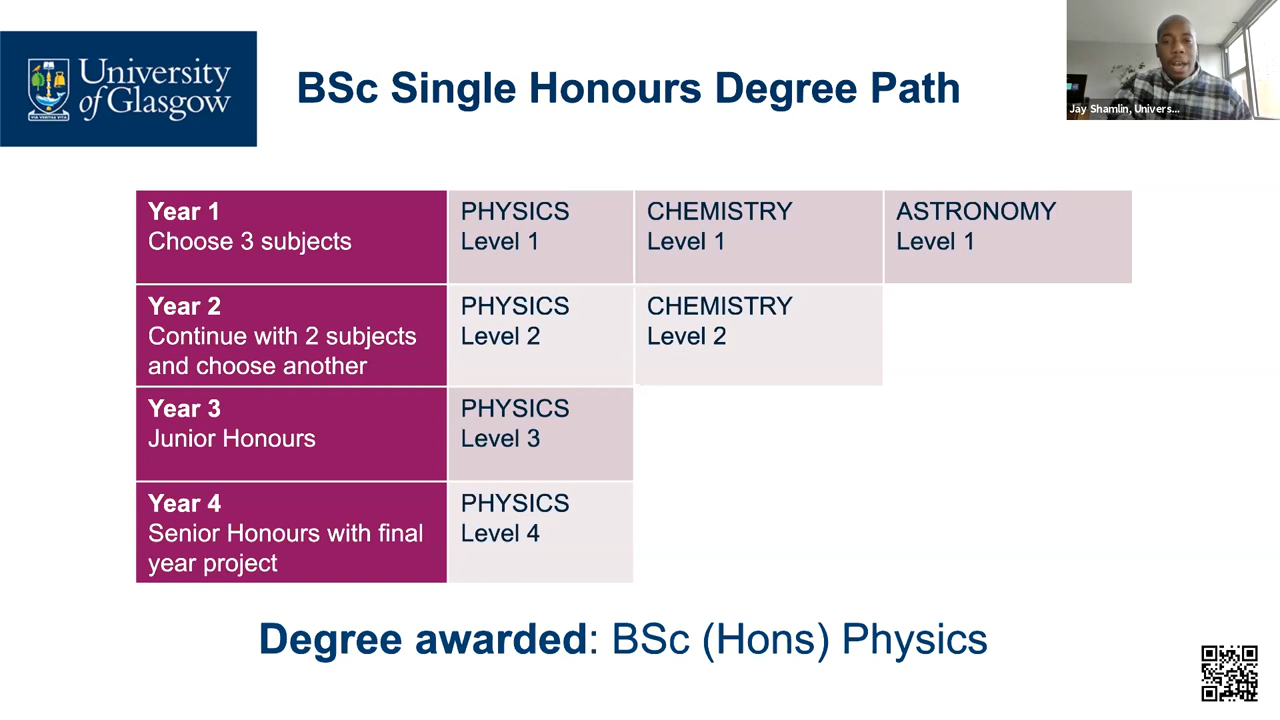 University
of Glasgow
VIA VERITAS VITA
BSc Single Honours Degree Path
Jay Shamlin, Univers...
Year 1
Choose 3 subjects
PHYSICS
Level 1
CHEMISTRY
Level 1
ASTRONOMY
Level 1
Year 2
Continue with 2 subjects
and choose another
PHYSICS
Level 2
CHEMISTRY
Level 2
Year 3
Junior Honours
PHYSICS
Level 3
Year 4
Senior Honours with final
year project
PHYSICS
Level 4
Degree awarded: BSc (Hons) Physics